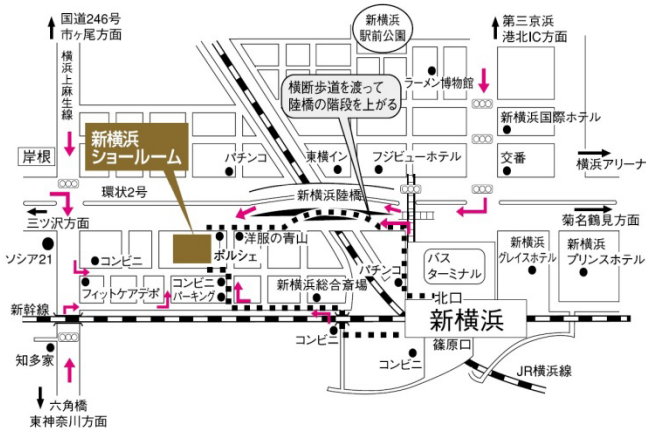 国道246号
市ヶ尾方面
横浜上麻生線
新横浜
駅前公園
第三京浜
港北IC方面
ラーメン博物館
横断歩道を渡って
陸橋の階段を上がる
新横浜国際ホテル
新横浜
ショールーム
岸根
パチンコ
東横イン
フジビューホテル
交番
横浜アリーナ
環状2号
新横浜陸橋
三ツ沢方面
菊名鶴見方面
洋服の青山
ポルシェ
ソシア21
コンビニ
バス
ターミナル
新横浜
グレイスホテル
新横浜
プリンスホテル
フィットケアデポ
コンビニ
パーキング
新横浜総合斎場
パチンコ
北口
新幹線
新横浜
コンビニ
篠原口
知多家
コンビニ
JR横浜線
六角橋
東神奈川方面